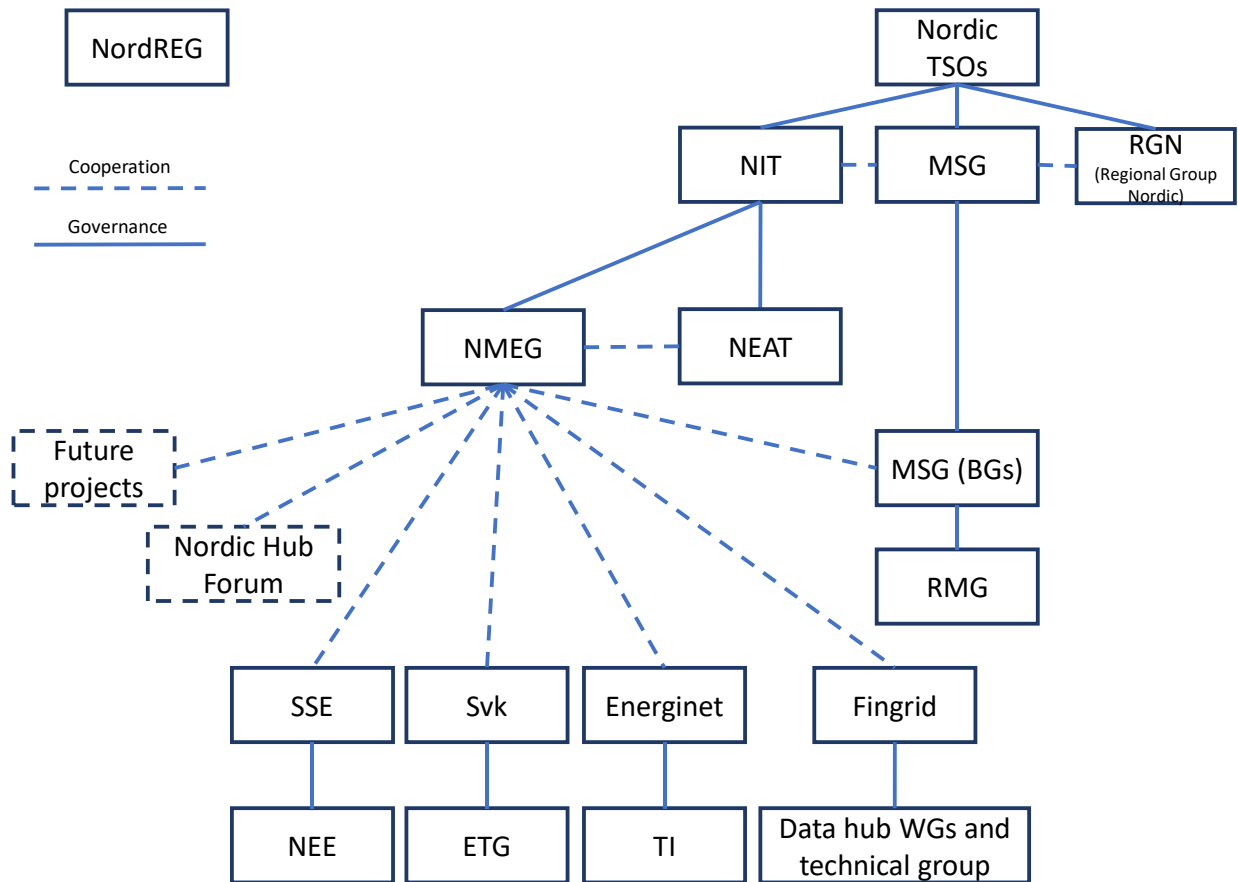 NordREG
Nordic
TSOs
Cooperation
Governance
NIT
MSG
RGN
(Regional Group
Nordic)
NMEG
NEAT
Future
projects
MSG (BGs)
Nordic Hub
Forum
RMG
SSE
Svk
Energinet
Fingrid
NEE
ETG
TI
Data hub WGs and
technical group